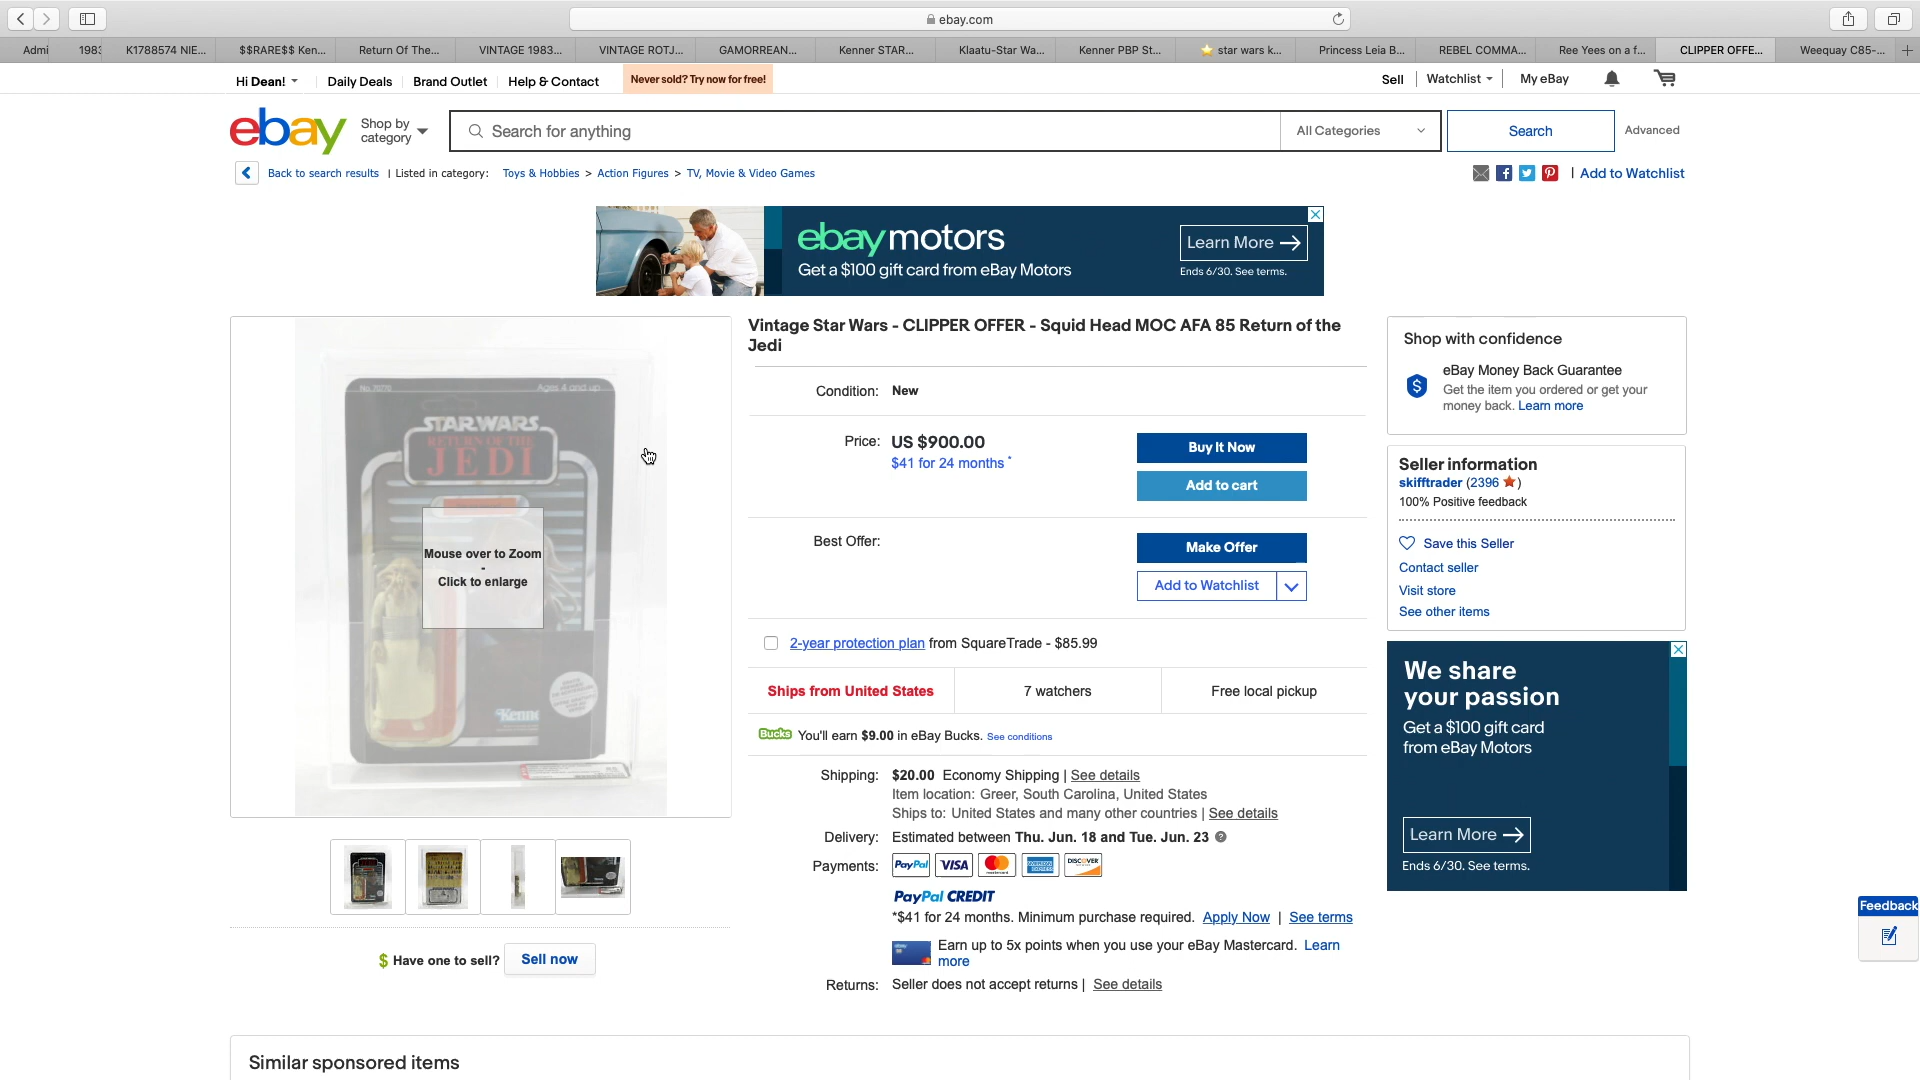 ebay.com
Admi
1983
K1788574 NIE...
$$RARE$$ Ken...
Return Of The...
VINTAGE 1983...
VINTAGE ROTJ...
GAMORREAN...
Kenner STAR...
Klaatu-Star Wa...
Kenner PBP St...
star wars k...
Princess Leia B...
REBEL COMMA...
Ree Yees on a f...
CLIPPER OFFE...
Weequay C85-...
Hi Dean!
Daily Deals
Brand Outlet
Help & Contact
Never sold? Try now for free!
Sell
Watchlist
My eBay
ebay
Shop by
category
Search for anything
All Categories
Search
Advanced
Back to search results | Listed in category: Toys & Hobbies > Action Figures > TV, Movie & Video Games
| Add to Watchlist
ebay motors
Get a $100 gift card from eBay Motors
Learn More →
Ends 6/30. See terms.
No. 70770
Ages 4 and up
STAR WARS
RETURN OF THE
JEDI
Mouse over to Zoom
-
Click to enlarge
Kenner
Vintage Star Wars - CLIPPER OFFER - Squid Head MOC AFA 85 Return of the
Jedi
Condition: New
Price: US $900.00
$41 for 24 months *
Buy It Now
Add to cart
Best Offer:
Make Offer
Add to Watchlist
2-year protection plan from SquareTrade - $85.99
Ships from United States
7 watchers
Free local pickup
Bucks You'll earn $9.00 in eBay Bucks. See conditions
Shipping: $20.00 Economy Shipping | See details
Item location: Greer, South Carolina, United States
Ships to: United States and many other countries | See details
Delivery: Estimated between Thu. Jun. 18 and Tue. Jun. 23
Payments: PayPal VISA mastercard AMERICAN EXPRESS DISCOVER
PayPal CREDIT
*$41 for 24 months. Minimum purchase required. Apply Now | See terms
Earn up to 5x points when you use your eBay Mastercard. Learn
more
Returns: Seller does not accept returns | See details
$ Have one to sell? Sell now
Shop with confidence
eBay Money Back Guarantee
Get the item you ordered or get your
money back. Learn more
Seller information
skifftrader (2396 )
100% Positive feedback
Save this Seller
Contact seller
Visit store
See other items
We share
your passion
Get a $100 gift card
from eBay Motors
Learn More →
Ends 6/30. See terms.
Feedback
Similar sponsored items